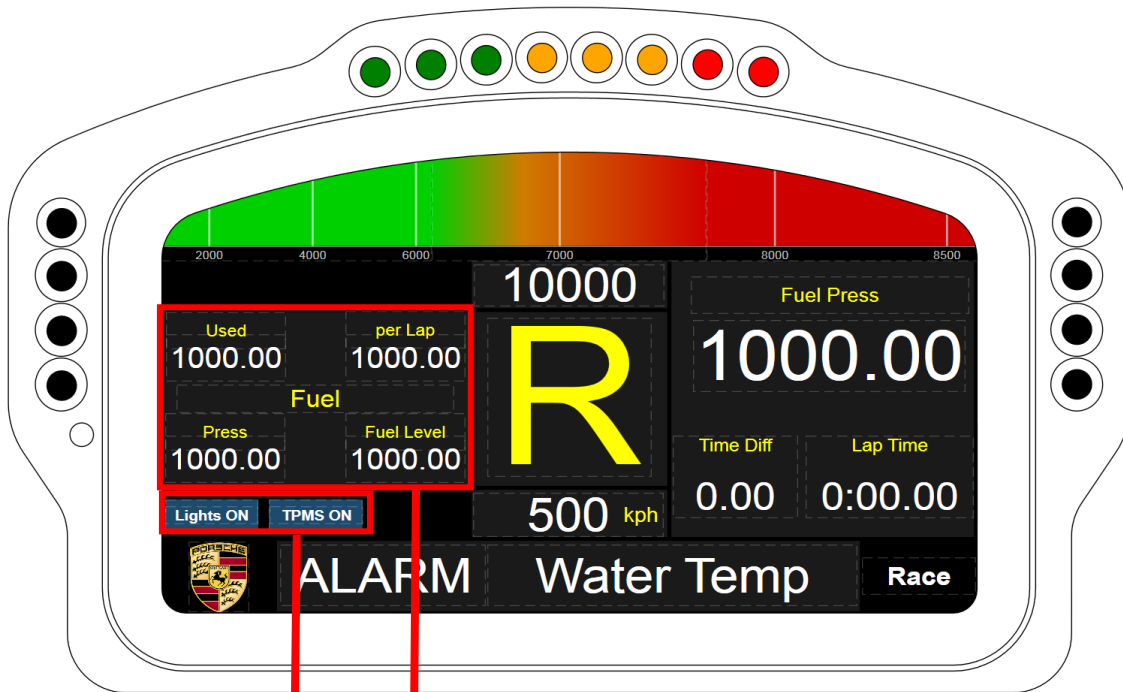 2000 3000 4000 6000 7000 8000 8500
10000
Fuel Press
1000.00
Used
1000.00
per Lap
1000.00
Fuel
Press
1000.00
Fuel Level
1000.00
R
Time Diff
0.00
Lap Time
0:00.00
Lights ON
TPMS ON
500 kph
PORSCHE
ALARM
Water Temp
Race